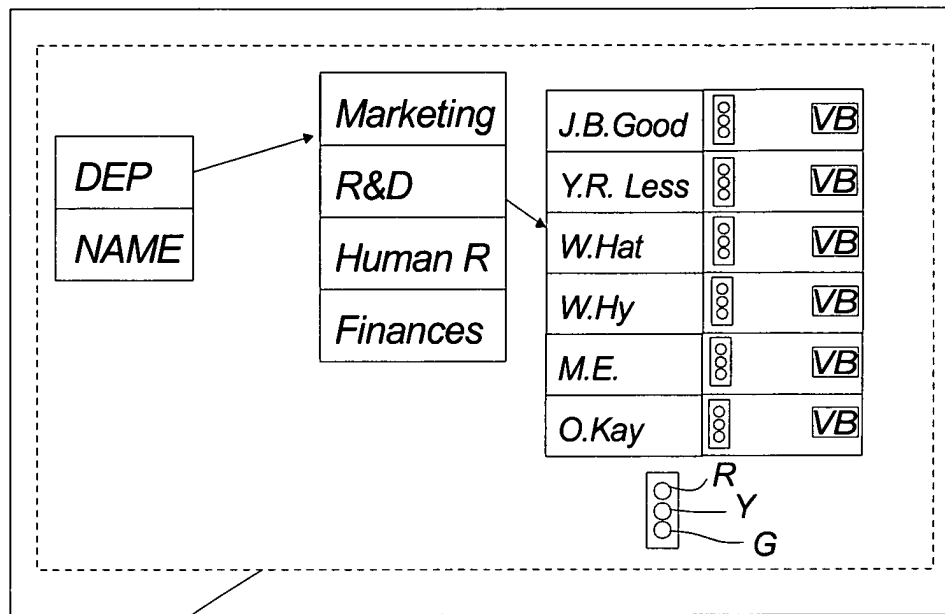 DEP
NAME
Marketing
R&D
Human R
Finances
J.B.Good VB
Y.R. Less VB
W.Hat VB
W.Hy VB
M.E. VB
O.Kay VB
R
Y
G